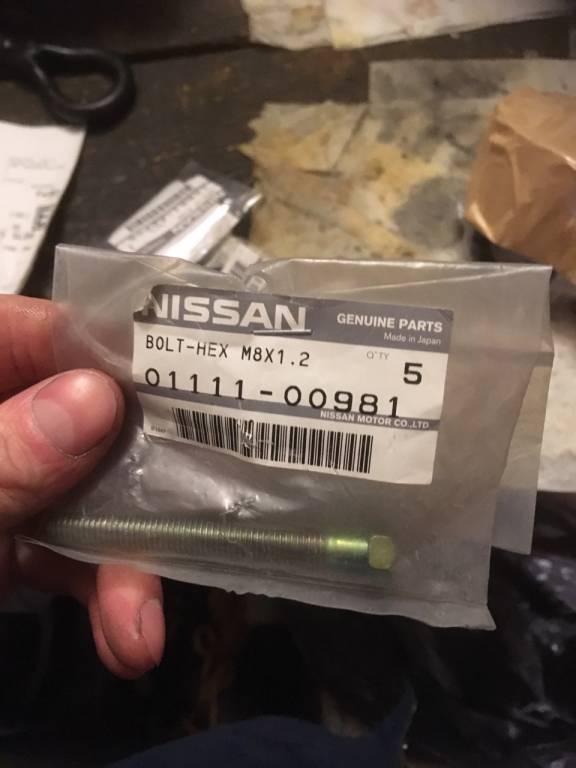 NISSAN
GENUINE PARTS
Made in Japan
BOLT-HEX M8X1.2
Q'TY 5
01111-00981
NISSAN MOTOR CO.,LTD